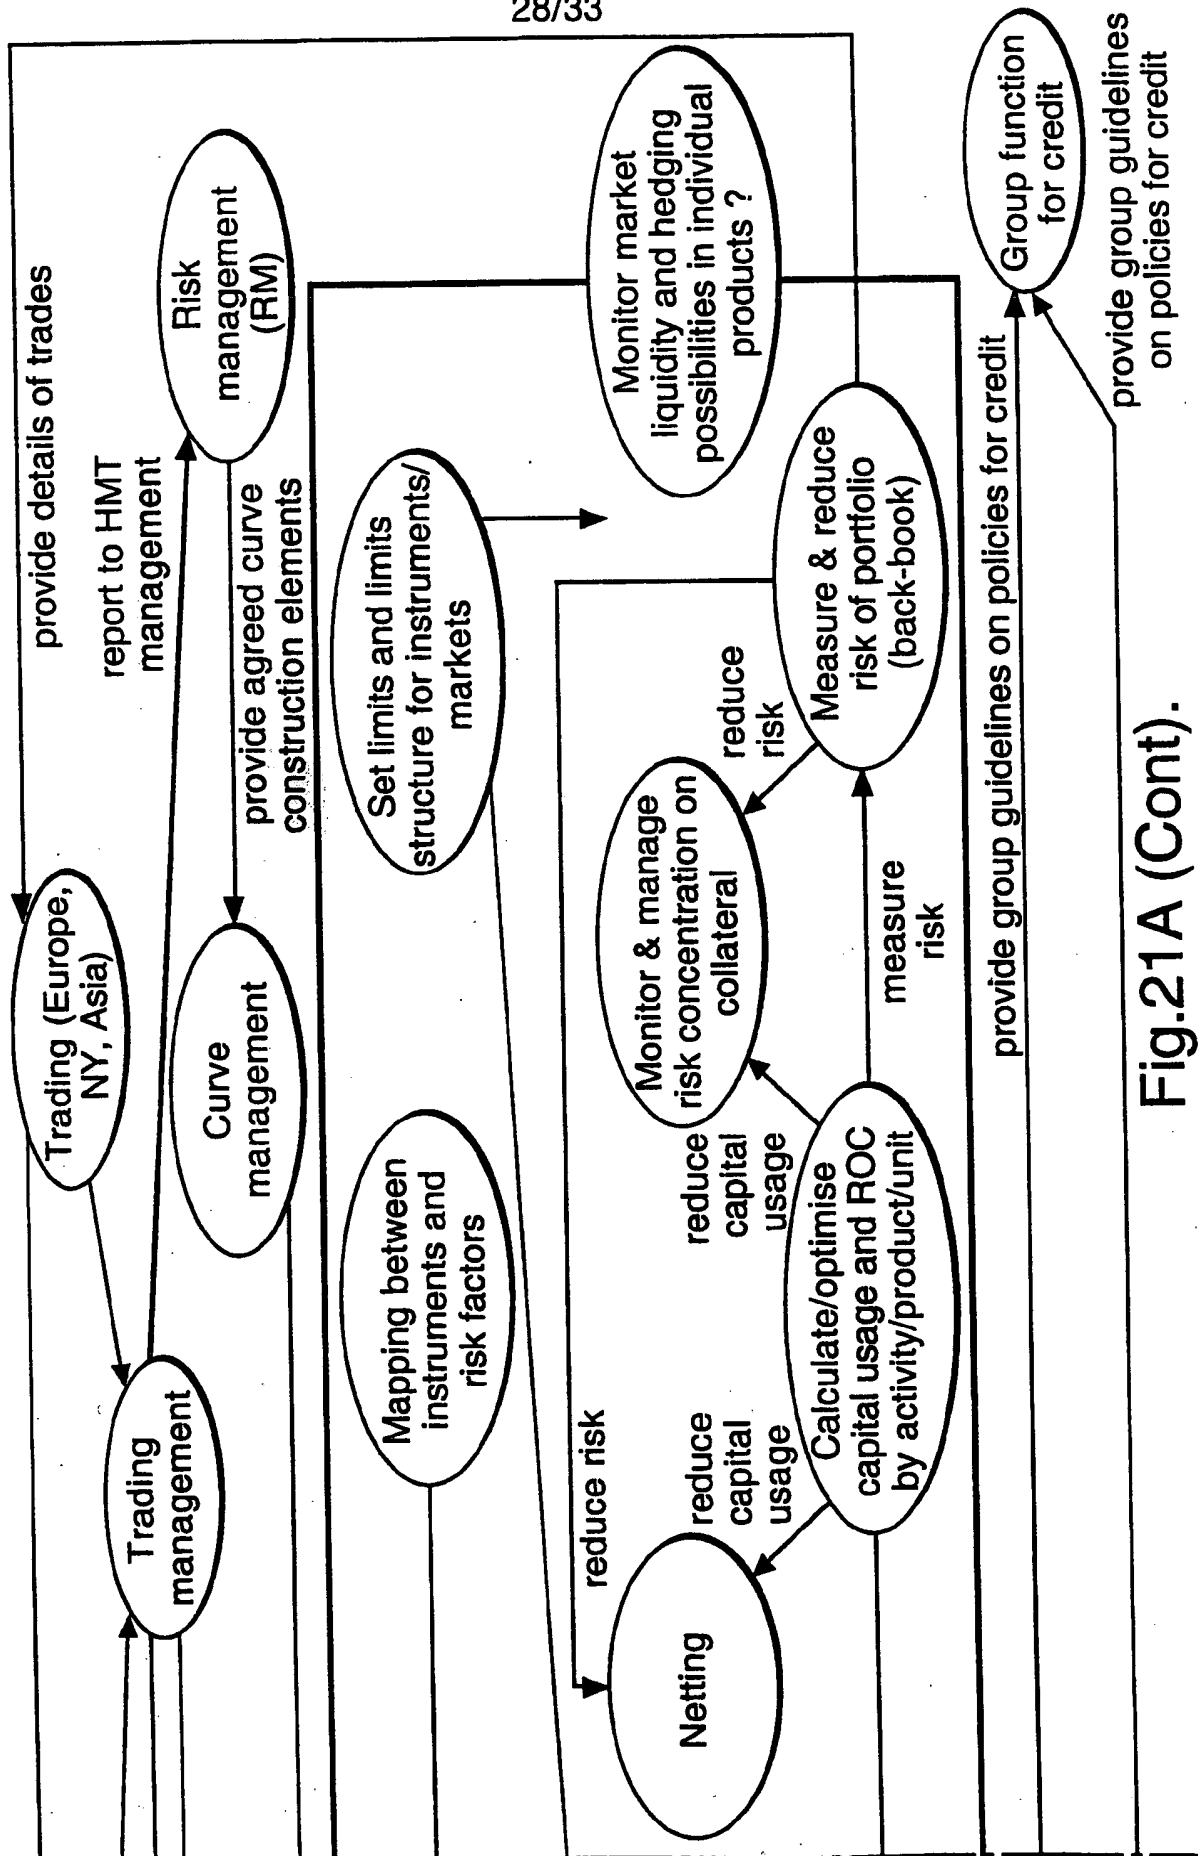 28/33
provide details of trades
Trading (Europe,
NY, Asia)
report to HMT
management
Risk
management
(RM)
Trading
management
Curve
management
provide agreed curve
construction elements
Mapping between
instruments and
risk factors
Set limits and limits
structure for instruments/
markets
Monitor market
liquidity and hedging
possibilities in individual
products ?
reduce risk
Netting
reduce
capital
usage
reduce
capital
usage
Monitor & manage
risk concentration on
collateral
reduce
risk
Calculate/optimise
capital usage and ROC
by activity/product/unit
measure
risk
Measure & reduce
risk of portfolio
(back-book)
provide group guidelines on policies for credit
Group function
for credit
provide group guidelines
on policies for credit
Fig.21A (Cont).